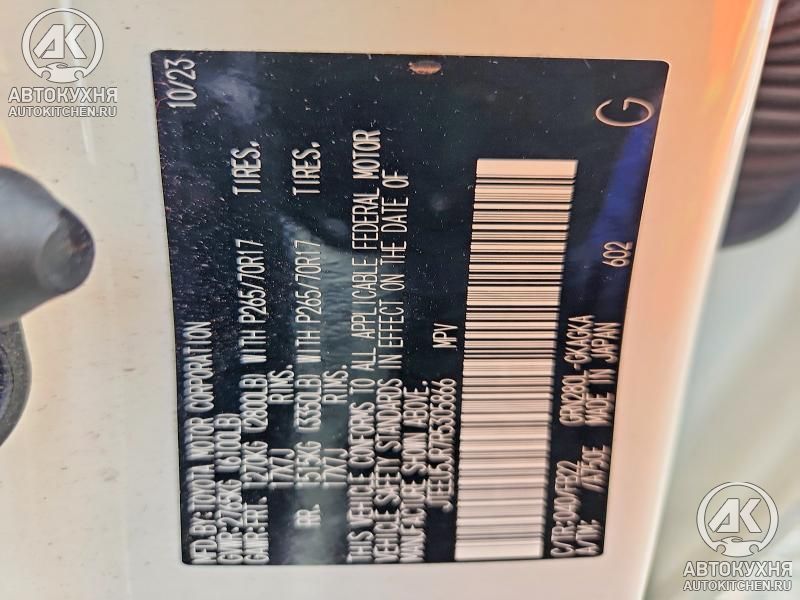 AK
АВТОКУХНЯ
AUTOKITCHEN.RU
MFD.BY: TOYOTA MOTOR CORPORATION 10/23
GVWR: 2765KG (6100LB)
GAWR: FRT. 1270KG (2800LB) WITH P265/70R17 TIRES.
17X7J RIMS.
RR. 1515KG (3350LB) WITH P265/70R17 TIRES.
17X7J RIMS.
THIS VEHICLE CONFORMS TO ALL APPLICABLE FEDERAL MOTOR
VEHICLE SAFETY STANDARDS IN EFFECT ON THE DATE OF
MANUFACTURE SHOWN ABOVE.
MPV
C/TR: 040/FB22 GRN280L-GKAGKA
A/TM: /A750E MADE IN JAPAN 602
G
AK
АВТОКУХНЯ
AUTOKITCHEN.RU